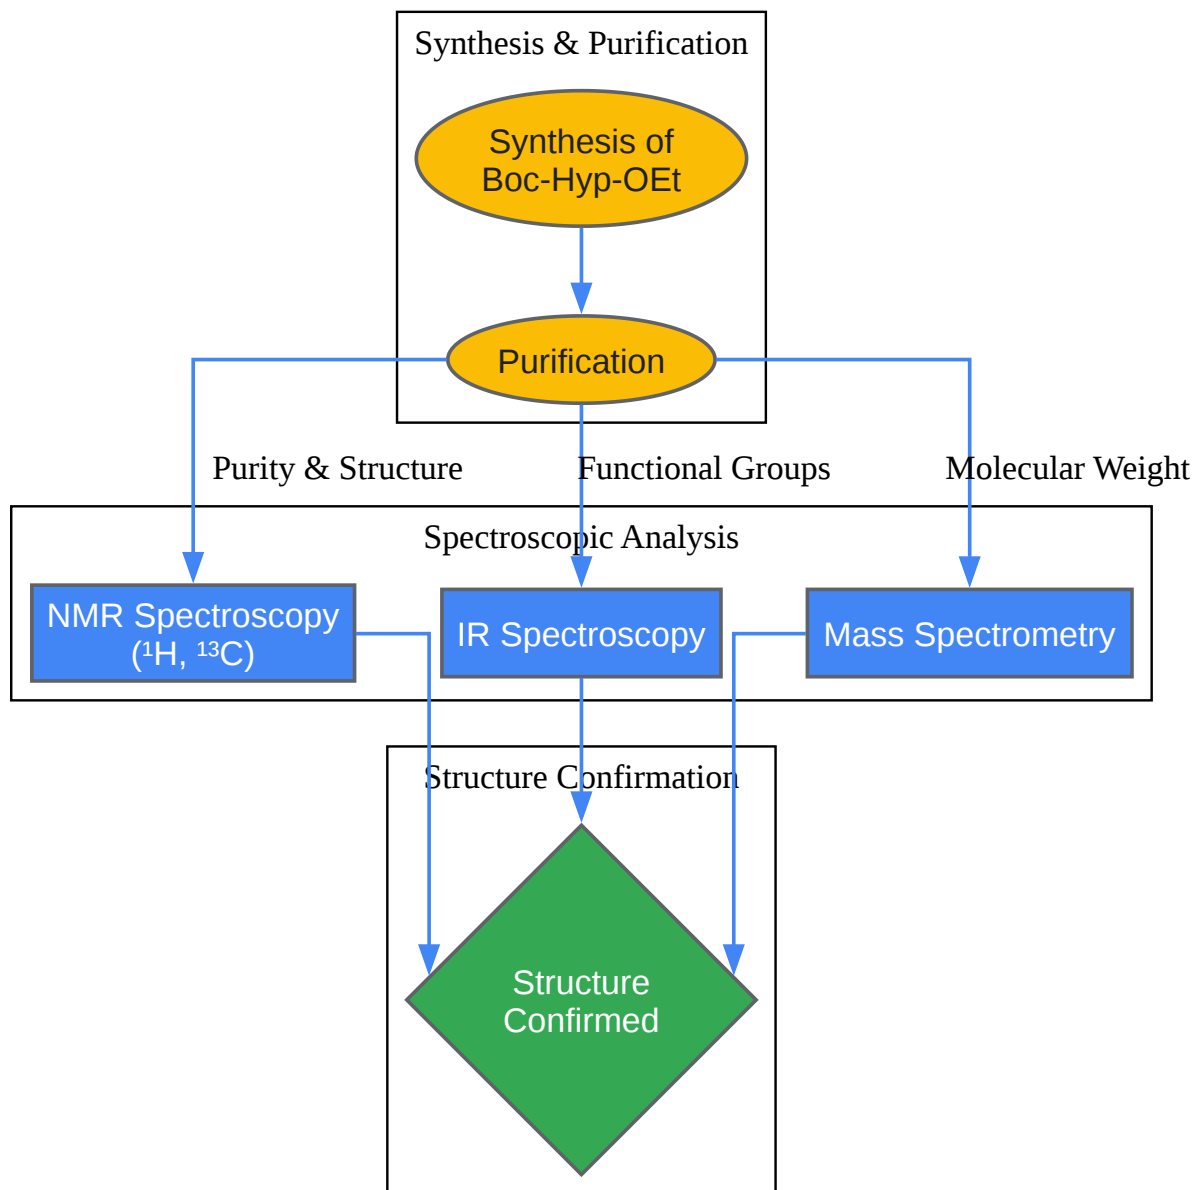 Synthesis & Purification
Synthesis of
Boc-Hyp-OEt
Purification
Purity & Structure
Functional Groups
Molecular Weight
Spectroscopic Analysis
NMR Spectroscopy
(¹H, ¹³C)
IR Spectroscopy
Mass Spectrometry
Structure Confirmation
Structure
Confirmed